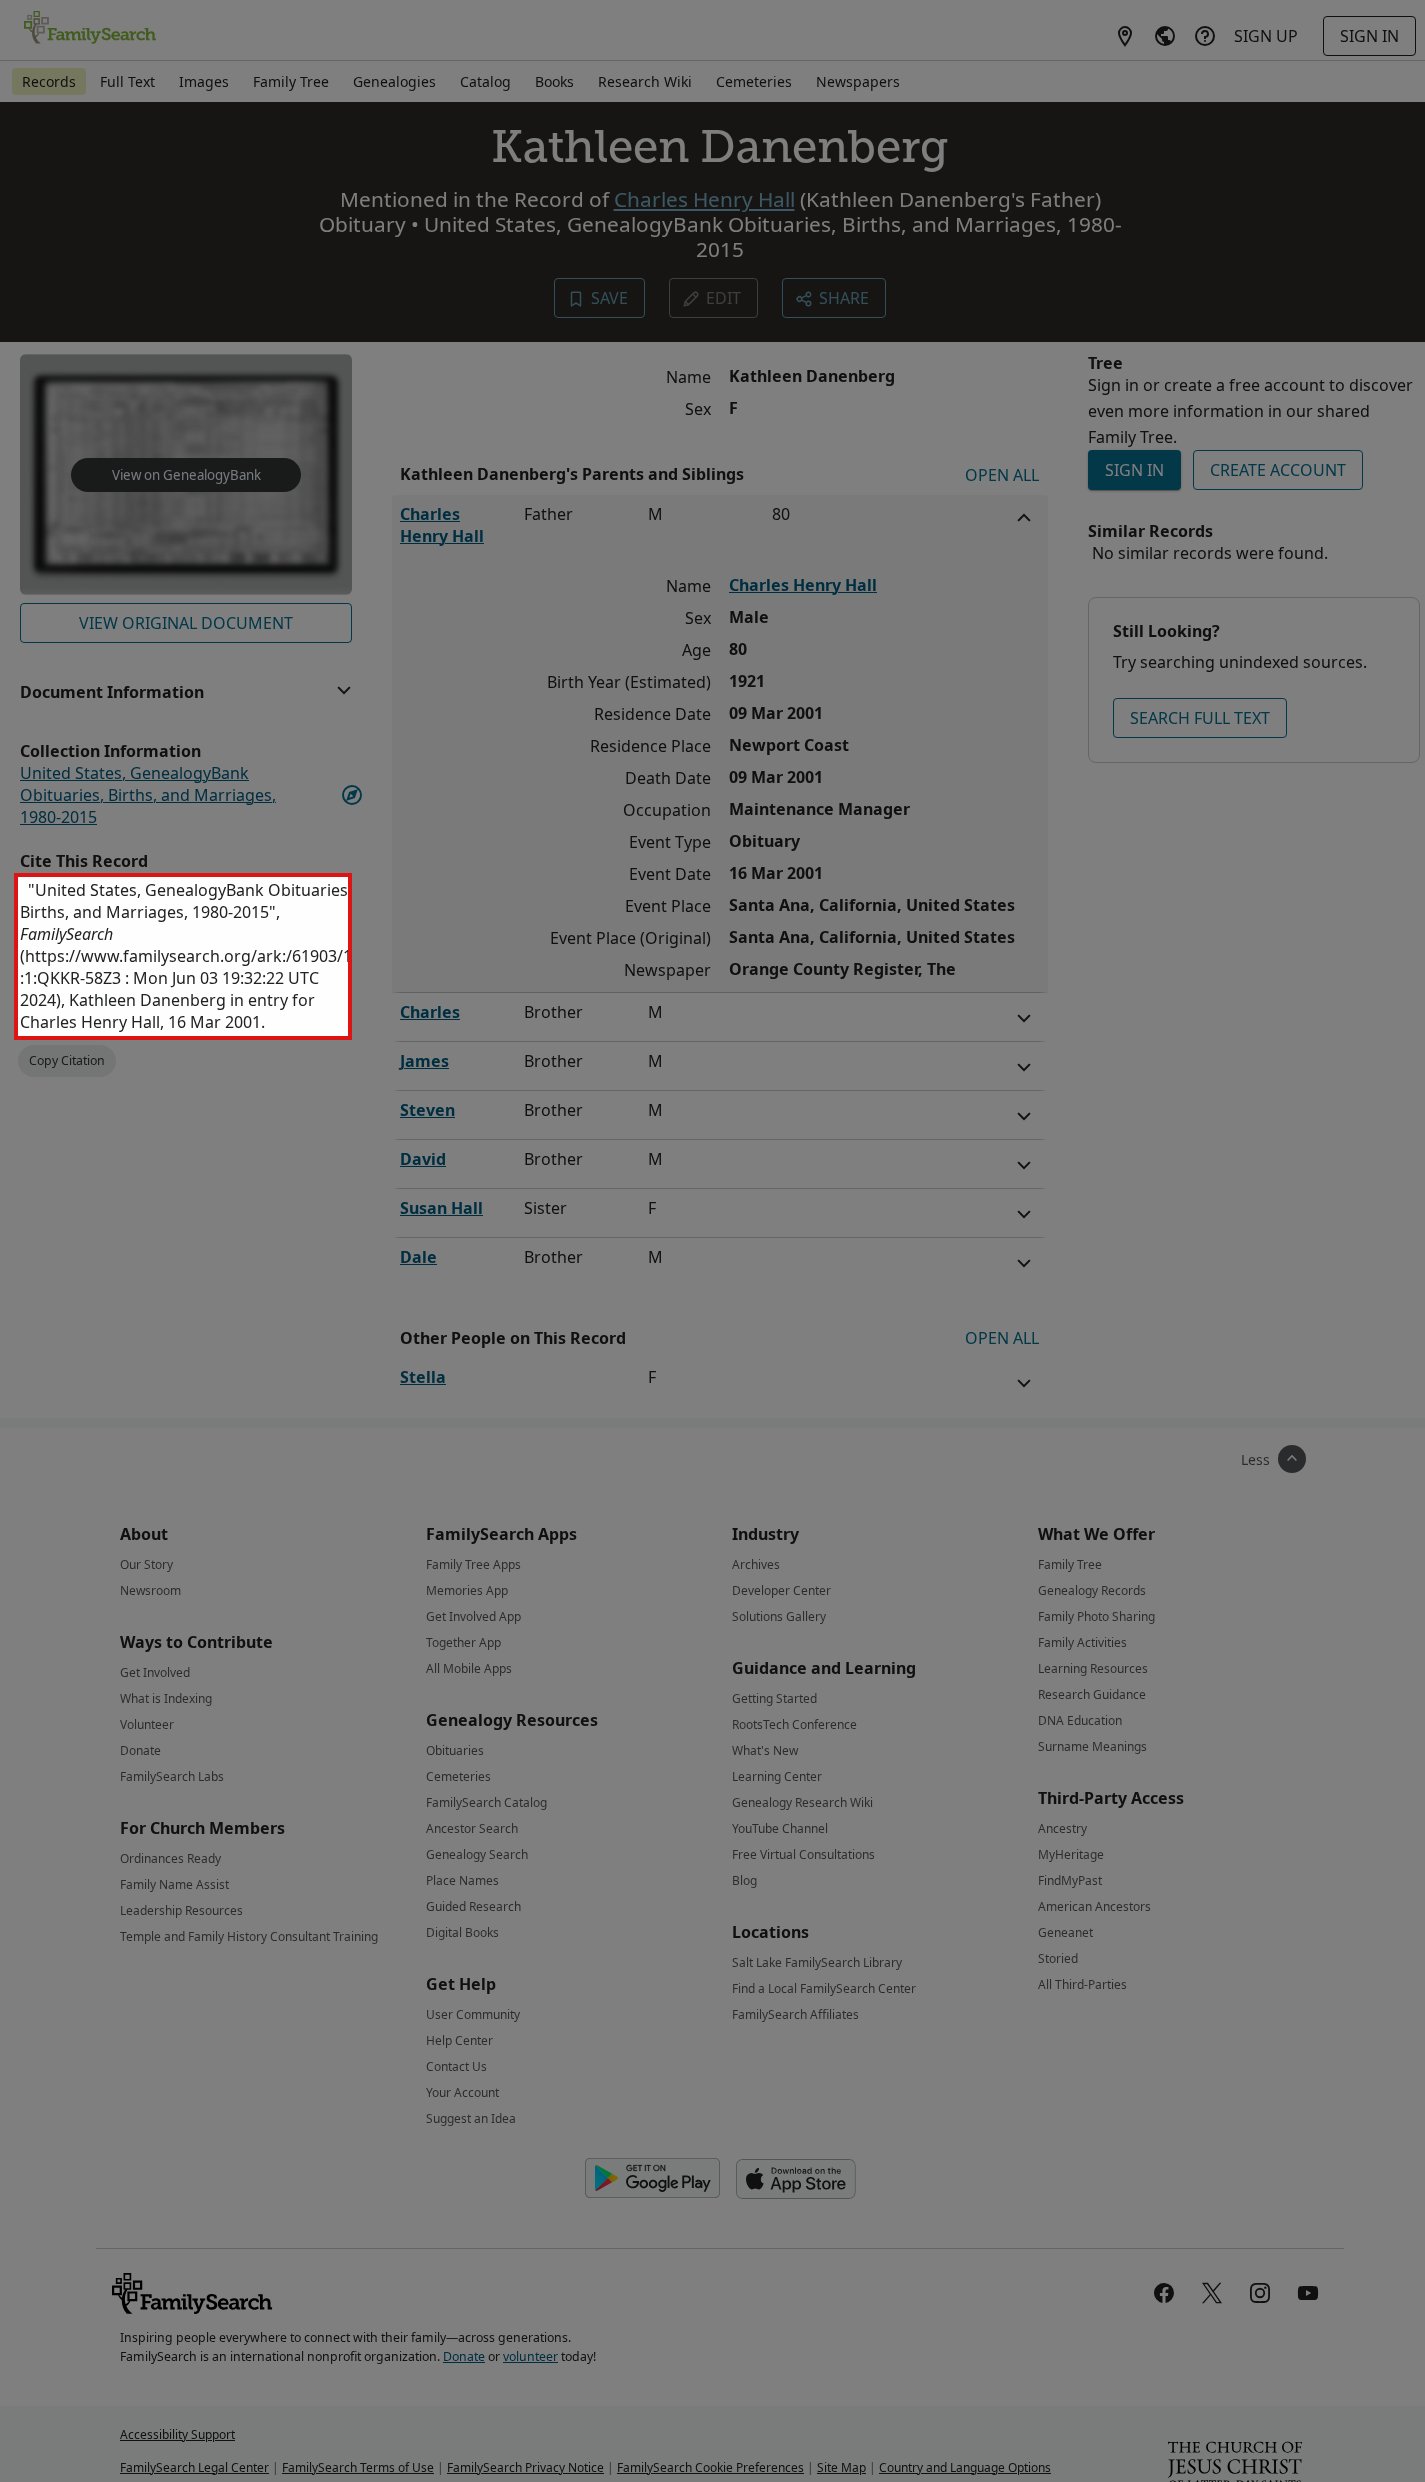 FamilySearch
SIGN UP
SIGN IN
Records
Full Text
Images
Family Tree
Genealogies
Catalog
Books
Research Wiki
Cemeteries
Newspapers
Kathleen Danenberg
Mentioned in the Record of Charles Henry Hall (Kathleen Danenberg's Father)
Obituary • United States, GenealogyBank Obituaries, Births, and Marriages, 1980-
2015
SAVE
EDIT
SHARE
View on GenealogyBank
VIEW ORIGINAL DOCUMENT
Document Information
Collection Information
United States, GenealogyBank
Obituaries, Births, and Marriages,
1980-2015
Cite This Record
"United States, GenealogyBank Obituaries
Births, and Marriages, 1980-2015",
FamilySearch
(https://www.familysearch.org/ark:/61903/1
:1:QKKR-58Z3 : Mon Jun 03 19:32:22 UTC
2024), Kathleen Danenberg in entry for
Charles Henry Hall, 16 Mar 2001.
Copy Citation
Name Kathleen Danenberg
Sex F
Kathleen Danenberg's Parents and Siblings OPEN ALL
Charles Father M 80
Henry Hall
Name Charles Henry Hall
Sex Male
Age 80
Birth Year (Estimated) 1921
Residence Date 09 Mar 2001
Residence Place Newport Coast
Death Date 09 Mar 2001
Occupation Maintenance Manager
Event Type Obituary
Event Date 16 Mar 2001
Event Place Santa Ana, California, United States
Event Place (Original) Santa Ana, California, United States
Newspaper Orange County Register, The
Charles Brother M
James Brother M
Steven Brother M
David Brother M
Susan Hall Sister F
Dale Brother M
Other People on This Record OPEN ALL
Stella F
Tree
Sign in or create a free account to discover
even more information in our shared
Family Tree.
SIGN IN
CREATE ACCOUNT
Similar Records
No similar records were found.
Still Looking?
Try searching unindexed sources.
SEARCH FULL TEXT
Less
About
Our Story
Newsroom
Ways to Contribute
Get Involved
What is Indexing
Volunteer
Donate
FamilySearch Labs
For Church Members
Ordinances Ready
Family Name Assist
Leadership Resources
Temple and Family History Consultant Training
FamilySearch Apps
Family Tree Apps
Memories App
Get Involved App
Together App
All Mobile Apps
Genealogy Resources
Obituaries
Cemeteries
FamilySearch Catalog
Ancestor Search
Genealogy Search
Place Names
Guided Research
Digital Books
Get Help
User Community
Help Center
Contact Us
Your Account
Suggest an Idea
Industry
Archives
Developer Center
Solutions Gallery
Guidance and Learning
Getting Started
RootsTech Conference
What's New
Learning Center
Genealogy Research Wiki
YouTube Channel
Free Virtual Consultations
Blog
Locations
Salt Lake FamilySearch Library
Find a Local FamilySearch Center
FamilySearch Affiliates
What We Offer
Family Tree
Genealogy Records
Family Photo Sharing
Family Activities
Learning Resources
Research Guidance
DNA Education
Surname Meanings
Third-Party Access
Ancestry
MyHeritage
FindMyPast
American Ancestors
Geneanet
Storied
All Third-Parties
GET IT ON
Google Play
Download on the
App Store
FamilySearch
Inspiring people everywhere to connect with their family—across generations.
FamilySearch is an international nonprofit organization. Donate or volunteer today!
Accessibility Support
FamilySearch Legal Center | FamilySearch Terms of Use | FamilySearch Privacy Notice | FamilySearch Cookie Preferences | Site Map | Country and Language Options
THE CHURCH OF
JESUS CHRIST